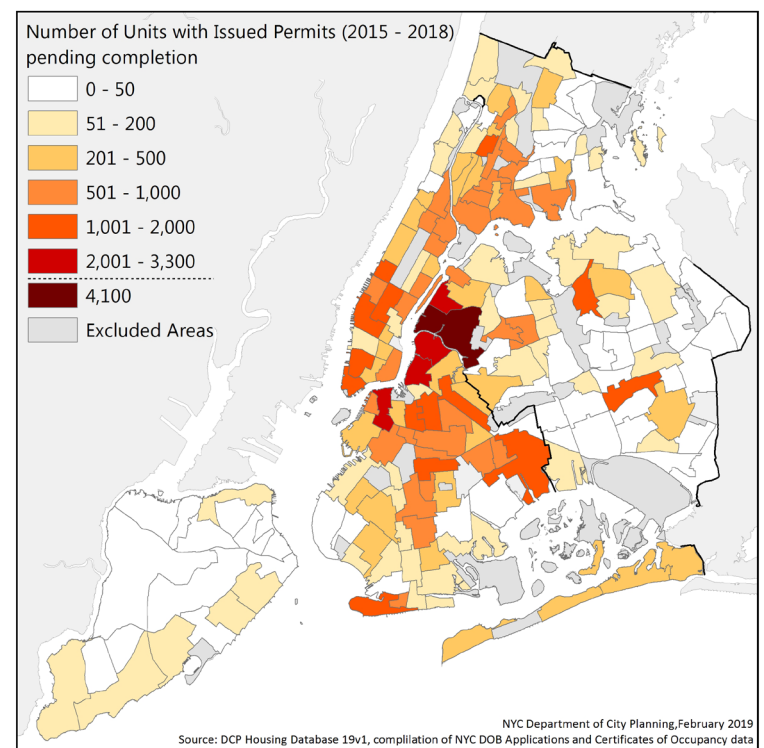 Number of Units with Issued Permits (2015 - 2018)
pending completion
0 - 50
51 - 200
201 - 500
501 - 1,000
1,001 - 2,000
2,001 - 3,300
4,100
Excluded Areas
NYC Department of City Planning,February 2019
Source: DCP Housing Database 19v1, complilation of NYC DOB Applications and Certificates of Occupancy data